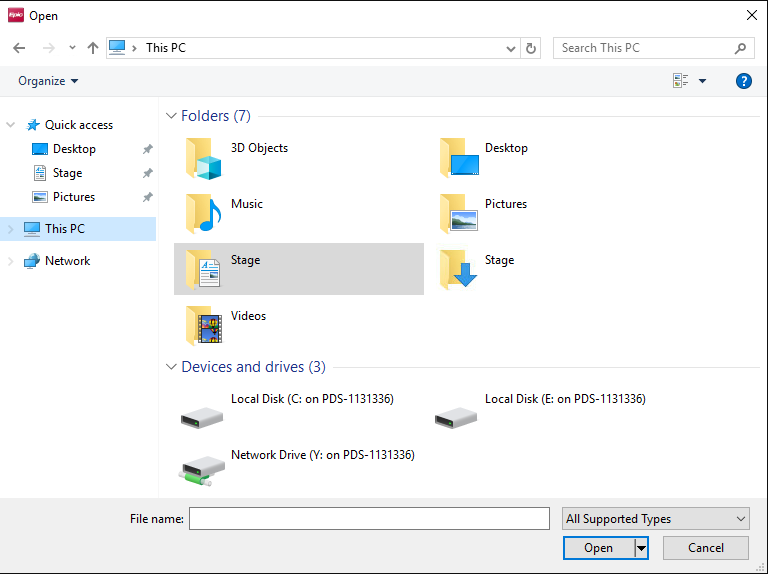 Epic Open
This PC
Search This PC
Organize
?
Folders (7)
Quick access
3D Objects
Desktop
Desktop
Stage
Pictures
Music
Pictures
This PC
Network
Stage
Stage
Videos
Devices and drives (3)
Local Disk (C: on PDS-1131336)
Local Disk (E: on PDS-1131336)
Network Drive (Y: on PDS-1131336)
File name:
All Supported Types
Open
Cancel